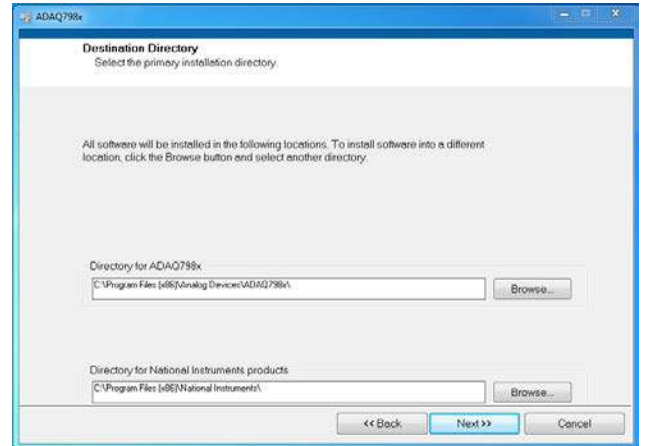 ADAQ798x
Destination Directory
Select the primary installation directory.
All software will be installed in the following locations. To install software into a different
location, click the Browse button and select another directory.
Directory for ADAQ798x
C:\Program Files (x86)\Analog Devices\ADAQ798x\
Browse...
Directory for National Instruments products
C:\Program Files (x86)\National Instruments\
Browse...
<< Back
Next >>
Cancel